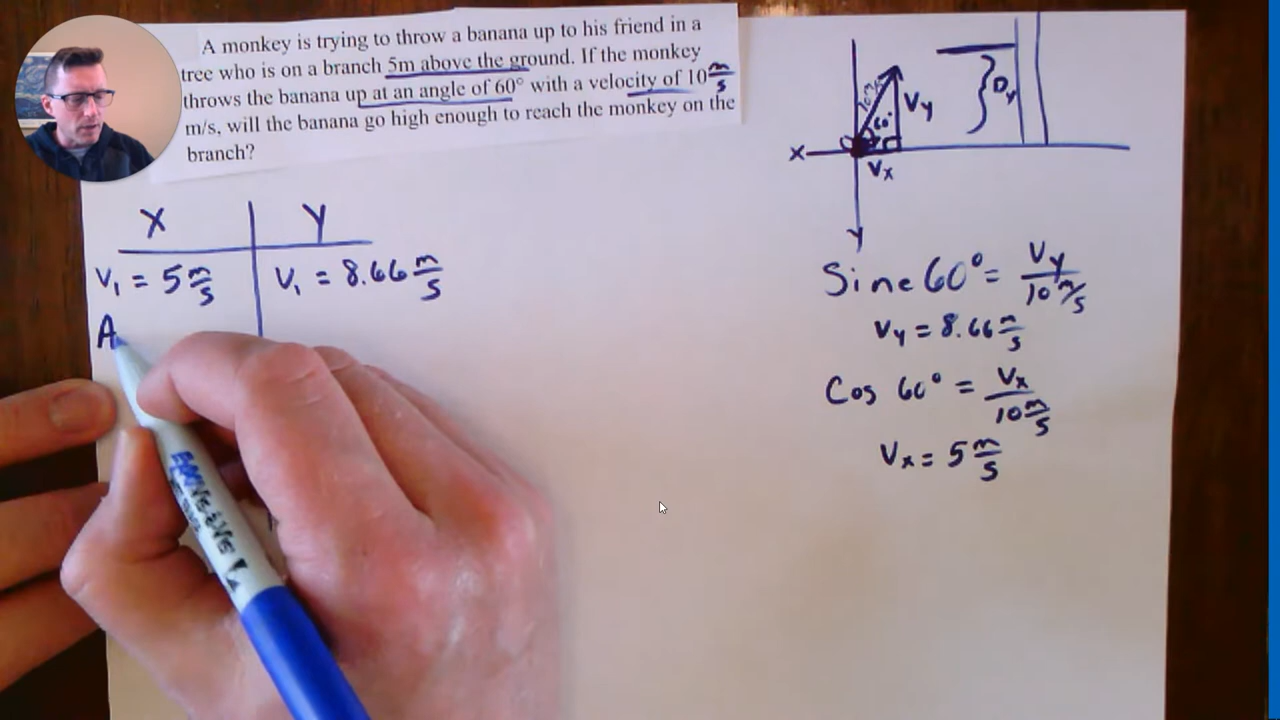 A monkey is trying to throw a banana up to his friend in a
tree who is on a branch 5m above the ground. If the monkey
throws the banana up at an angle of 60° with a velocity of 10 m/s
m/s, will the banana go high enough to reach the monkey on the
branch?
10 m/s
60°
Vy
Dy
X
Vx
y
X Y
V₁ = 5 m/s V₁ = 8.66 m/s
A
Sine 60° = Vy/10 m/s
Vy = 8.66 m/s
Cos 60° = Vx/10 m/s
Vx = 5 m/s